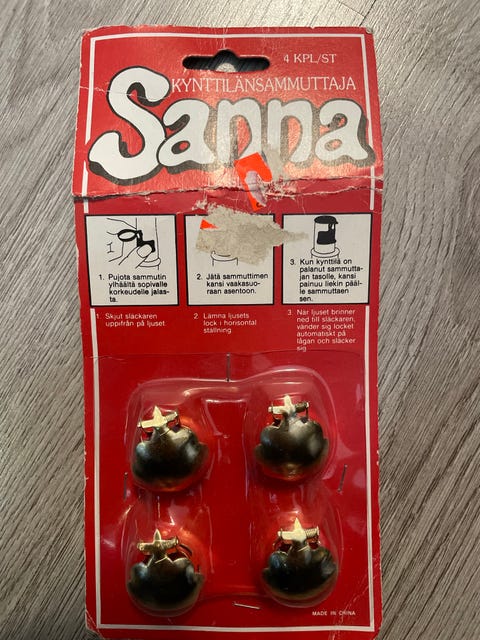 4 KPL/ST
KYNTTILÄNSAMMUTTAJA
Sanna
1. Pujota sammutin
ylhäältä sopivalle
korkeudelle jalas-
ta.
2. Jätä sammuttimen
kansi vaakasuo-
raan asentoon.
3. Kun kynttilä on
palanut sammutta-
jan tasolle, kansi
painuu liekin pääl-
le sammuttaen
sen.
1. Skjut släckaren
uppifrån på ljuset.
2. Lämna ljusets
lock i horisontal
ställning
3. När ljuset brinner
ned till släckaren,
vänder sig locket
automatiskt på
lågan och släcker
sig
MADE IN CHINA